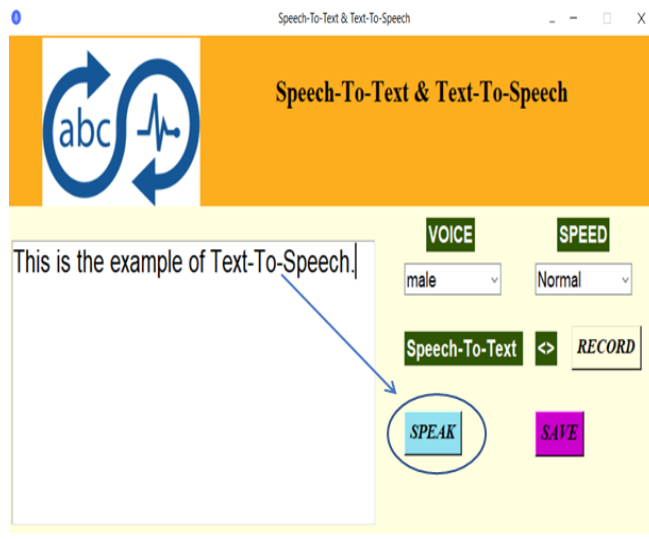 Speech-To-Text & Text-To-Speech
abc
Speech-To-Text & Text-To-Speech
This is the example of Text-To-Speech.
VOICE SPEED
male Normal
Speech-To-Text <> RECORD
SPEAK SAVE